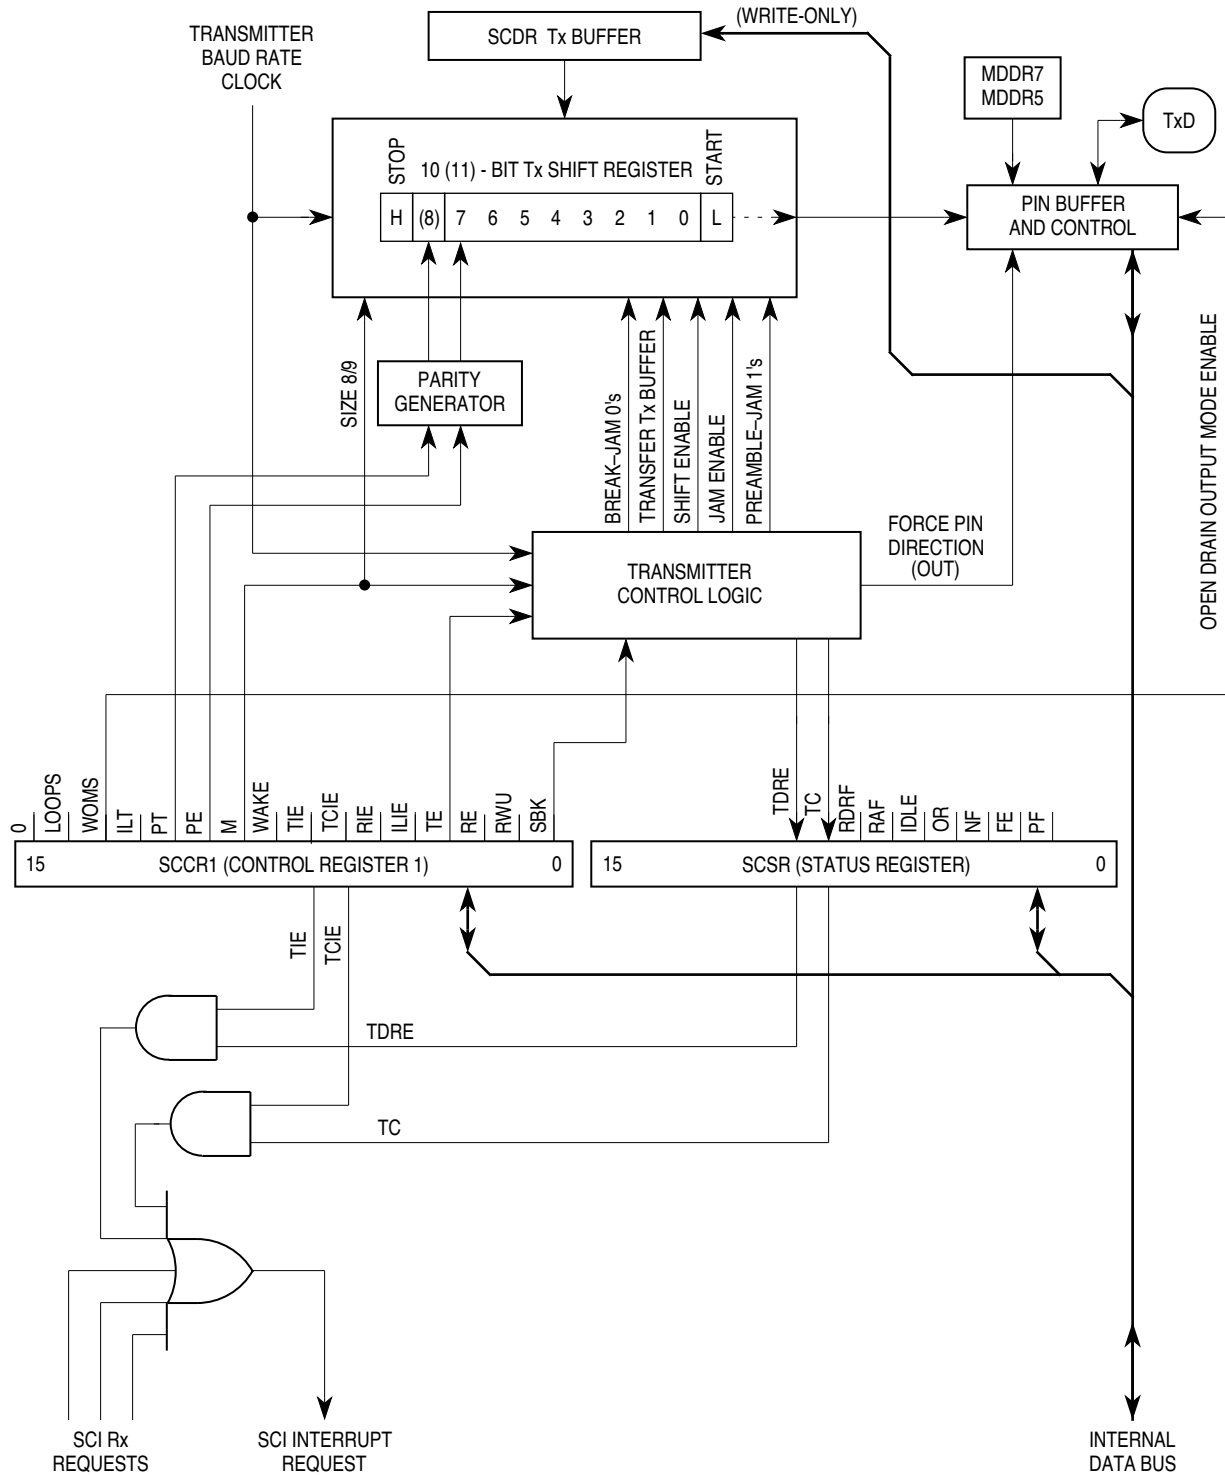 (WRITE-ONLY)
TRANSMITTER
BAUD RATE
CLOCK
SCDR Tx BUFFER
MDDR7
MDDR5
TxD
STOP
10 (11) - BIT Tx SHIFT REGISTER
START
H (8) 7 6 5 4 3 2 1 0 L
PIN BUFFER
AND CONTROL
SIZE 8/9
PARITY
GENERATOR
BREAK–JAM 0's
TRANSFER Tx BUFFER
SHIFT ENABLE
JAM ENABLE
PREAMBLE–JAM 1's
OPEN DRAIN OUTPUT MODE ENABLE
FORCE PIN
DIRECTION
(OUT)
TRANSMITTER
CONTROL LOGIC
0
LOOPS
WOMS
ILT
PT
PE
M
WAKE
TIE
TCIE
RIE
ILIE
TE
RE
RWU
SBK
TDRE
TC
RDRF
RAF
IDLE
OR
NF
FE
PF
15 SCCR1 (CONTROL REGISTER 1) 0
15 SCSR (STATUS REGISTER) 0
TIE
TCIE
TDRE
TC
SCI Rx
REQUESTS
SCI INTERRUPT
REQUEST
INTERNAL
DATA BUS